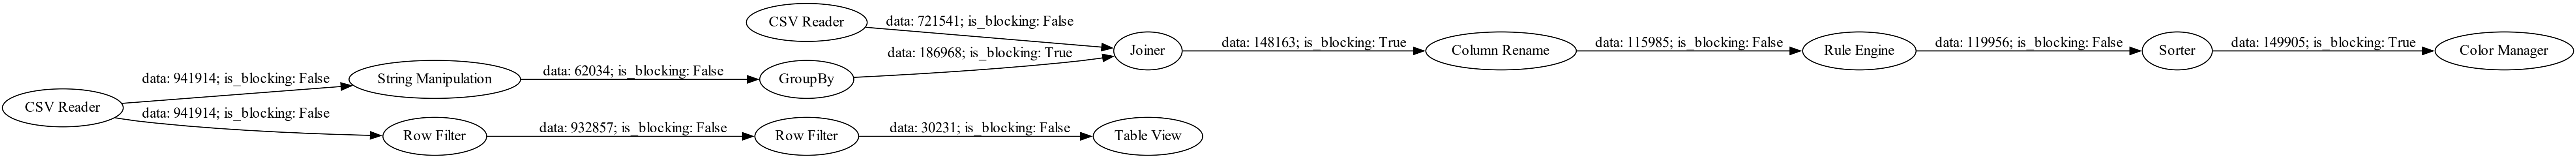 CSV Reader
data: 721541; is_blocking: False
data: 186968; is_blocking: True
Joiner
data: 148163; is_blocking: True
Column Rename
data: 115985; is_blocking: False
Rule Engine
data: 119956; is_blocking: False
Sorter
data: 149905; is_blocking: True
Color Manager
data: 941914; is_blocking: False
String Manipulation
data: 62034; is_blocking: False
GroupBy
CSV Reader
data: 941914; is_blocking: False
Row Filter
data: 932857; is_blocking: False
Row Filter
data: 30231; is_blocking: False
Table View